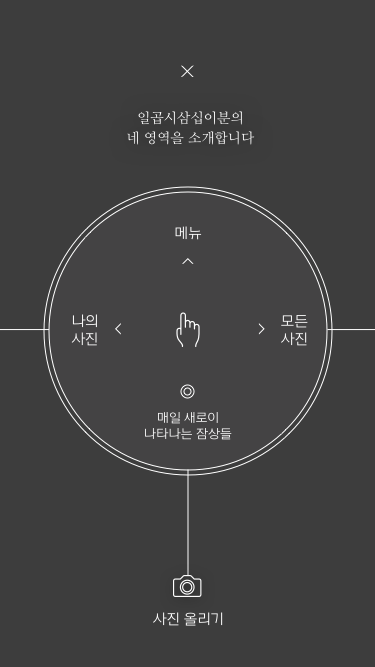 일곱시삼십이분의
네 영역을 소개합니다
메뉴
나의
사진
모든
사진
매일 새로이
나타나는 잠상들
사진 올리기